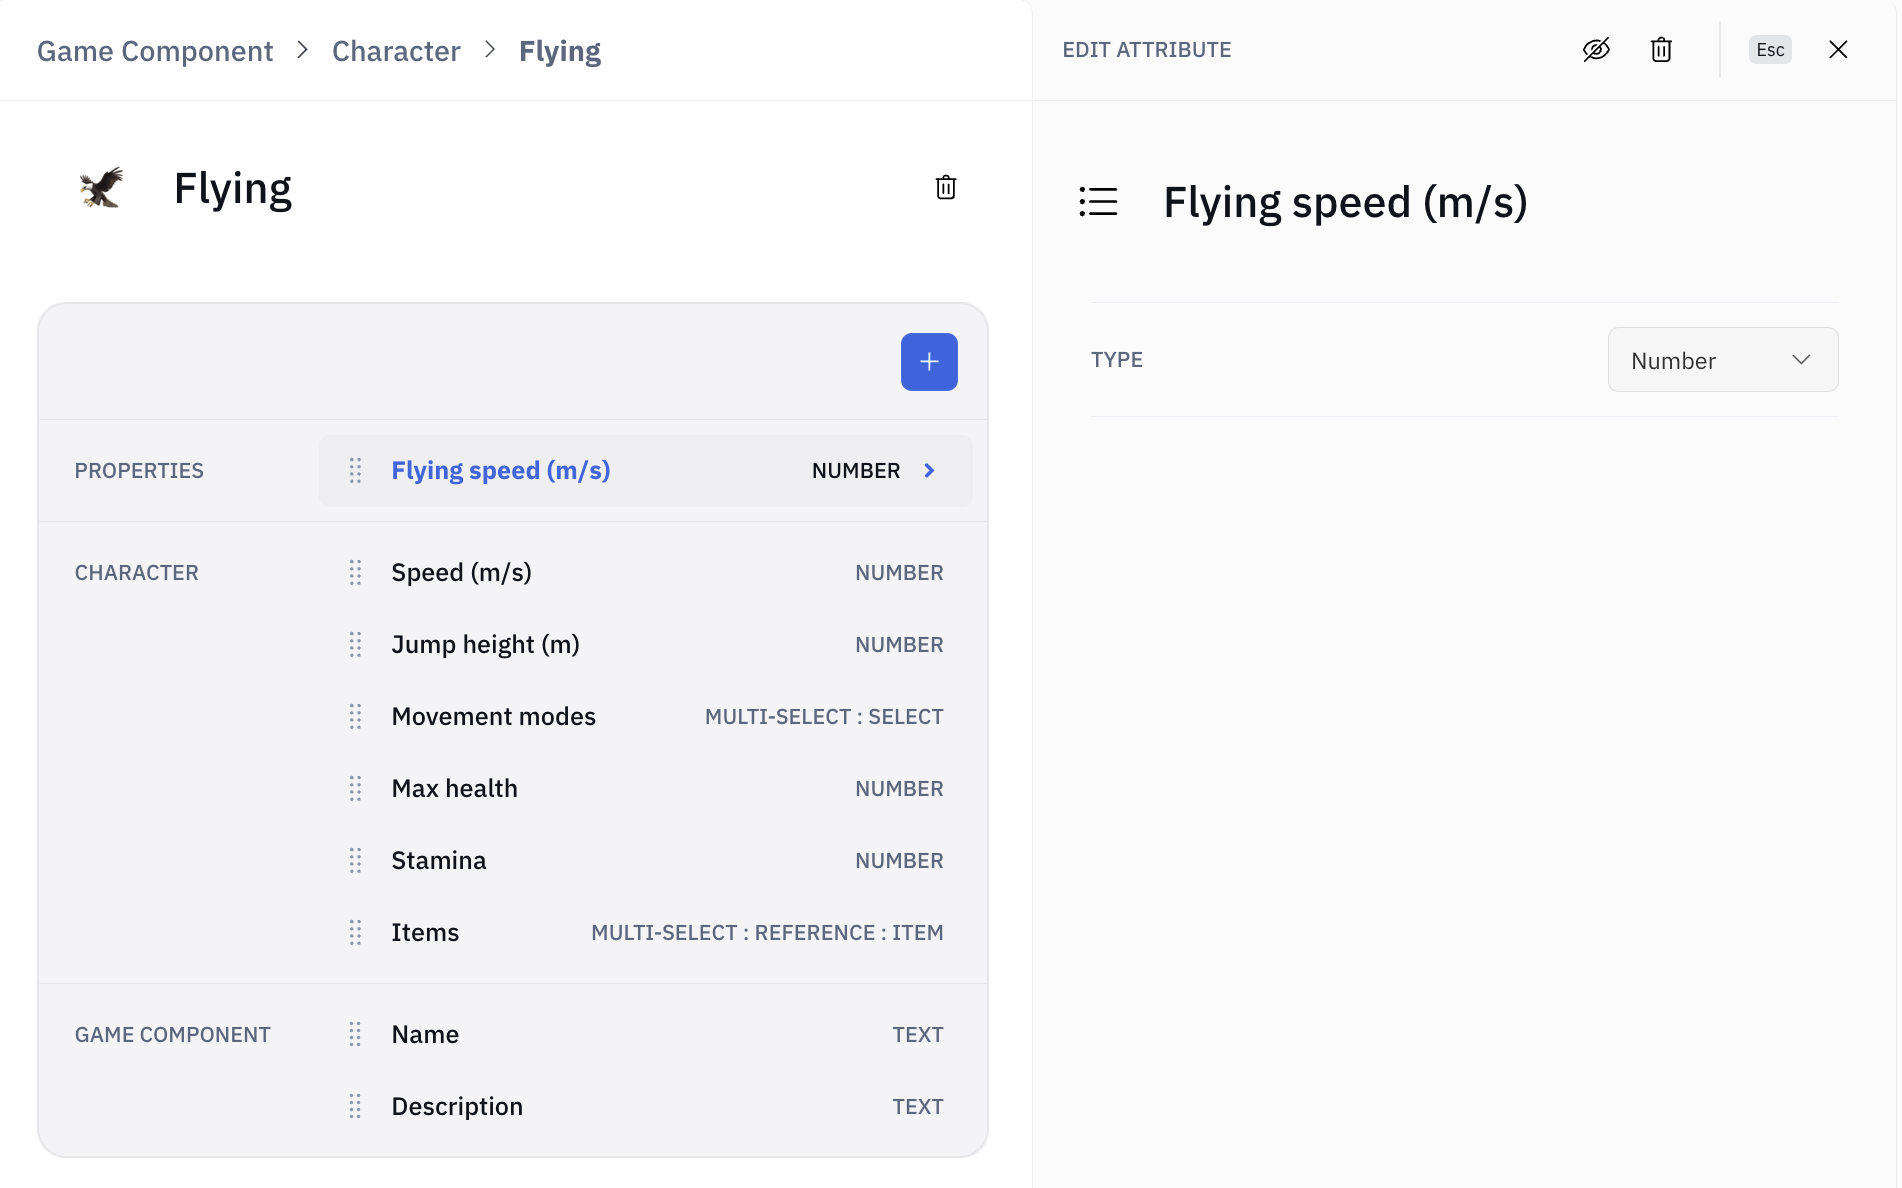 Game Component > Character > Flying
Flying
PROPERTIES Flying speed (m/s) NUMBER
CHARACTER Speed (m/s) NUMBER
Jump height (m) NUMBER
Movement modes MULTI-SELECT : SELECT
Max health NUMBER
Stamina NUMBER
Items MULTI-SELECT : REFERENCE : ITEM
GAME COMPONENT Name TEXT
Description TEXT
EDIT ATTRIBUTE Esc
Flying speed (m/s)
TYPE Number